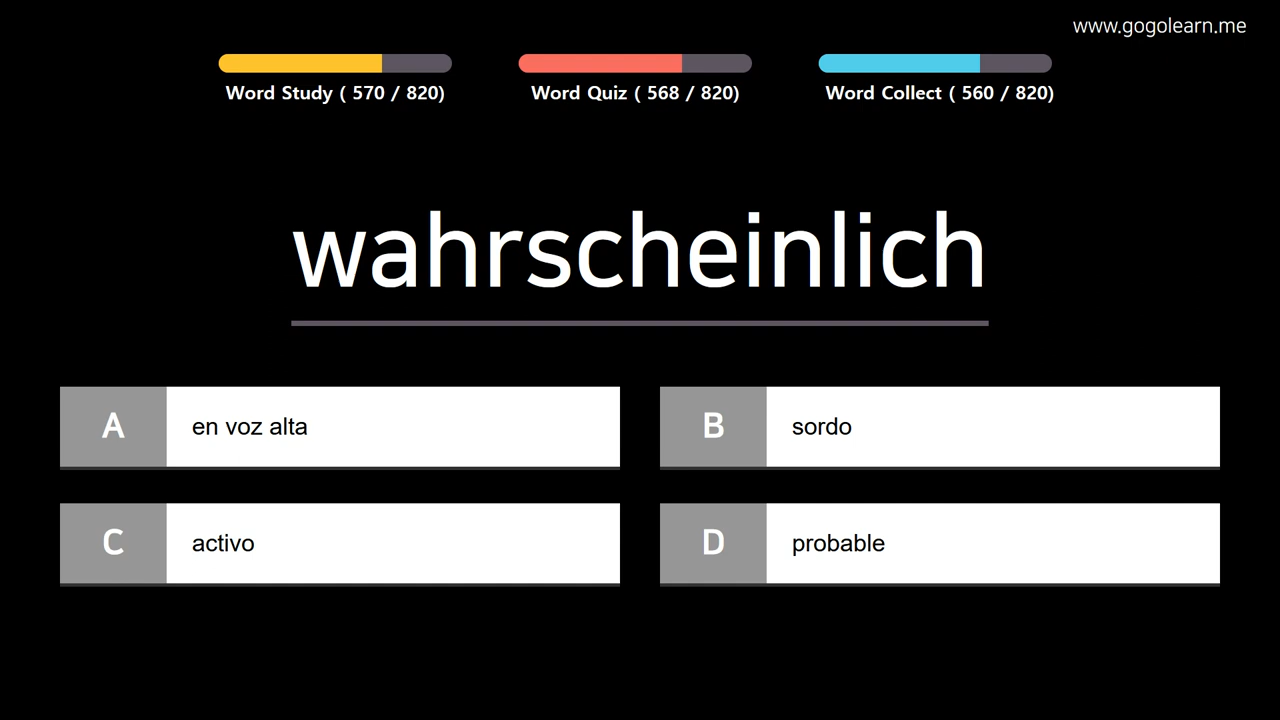 www.gogolearn.me
Word Study ( 570 / 820)
Word Quiz ( 568 / 820)
Word Collect ( 560 / 820)
wahrscheinlich
A en voz alta
B sordo
C activo
D probable